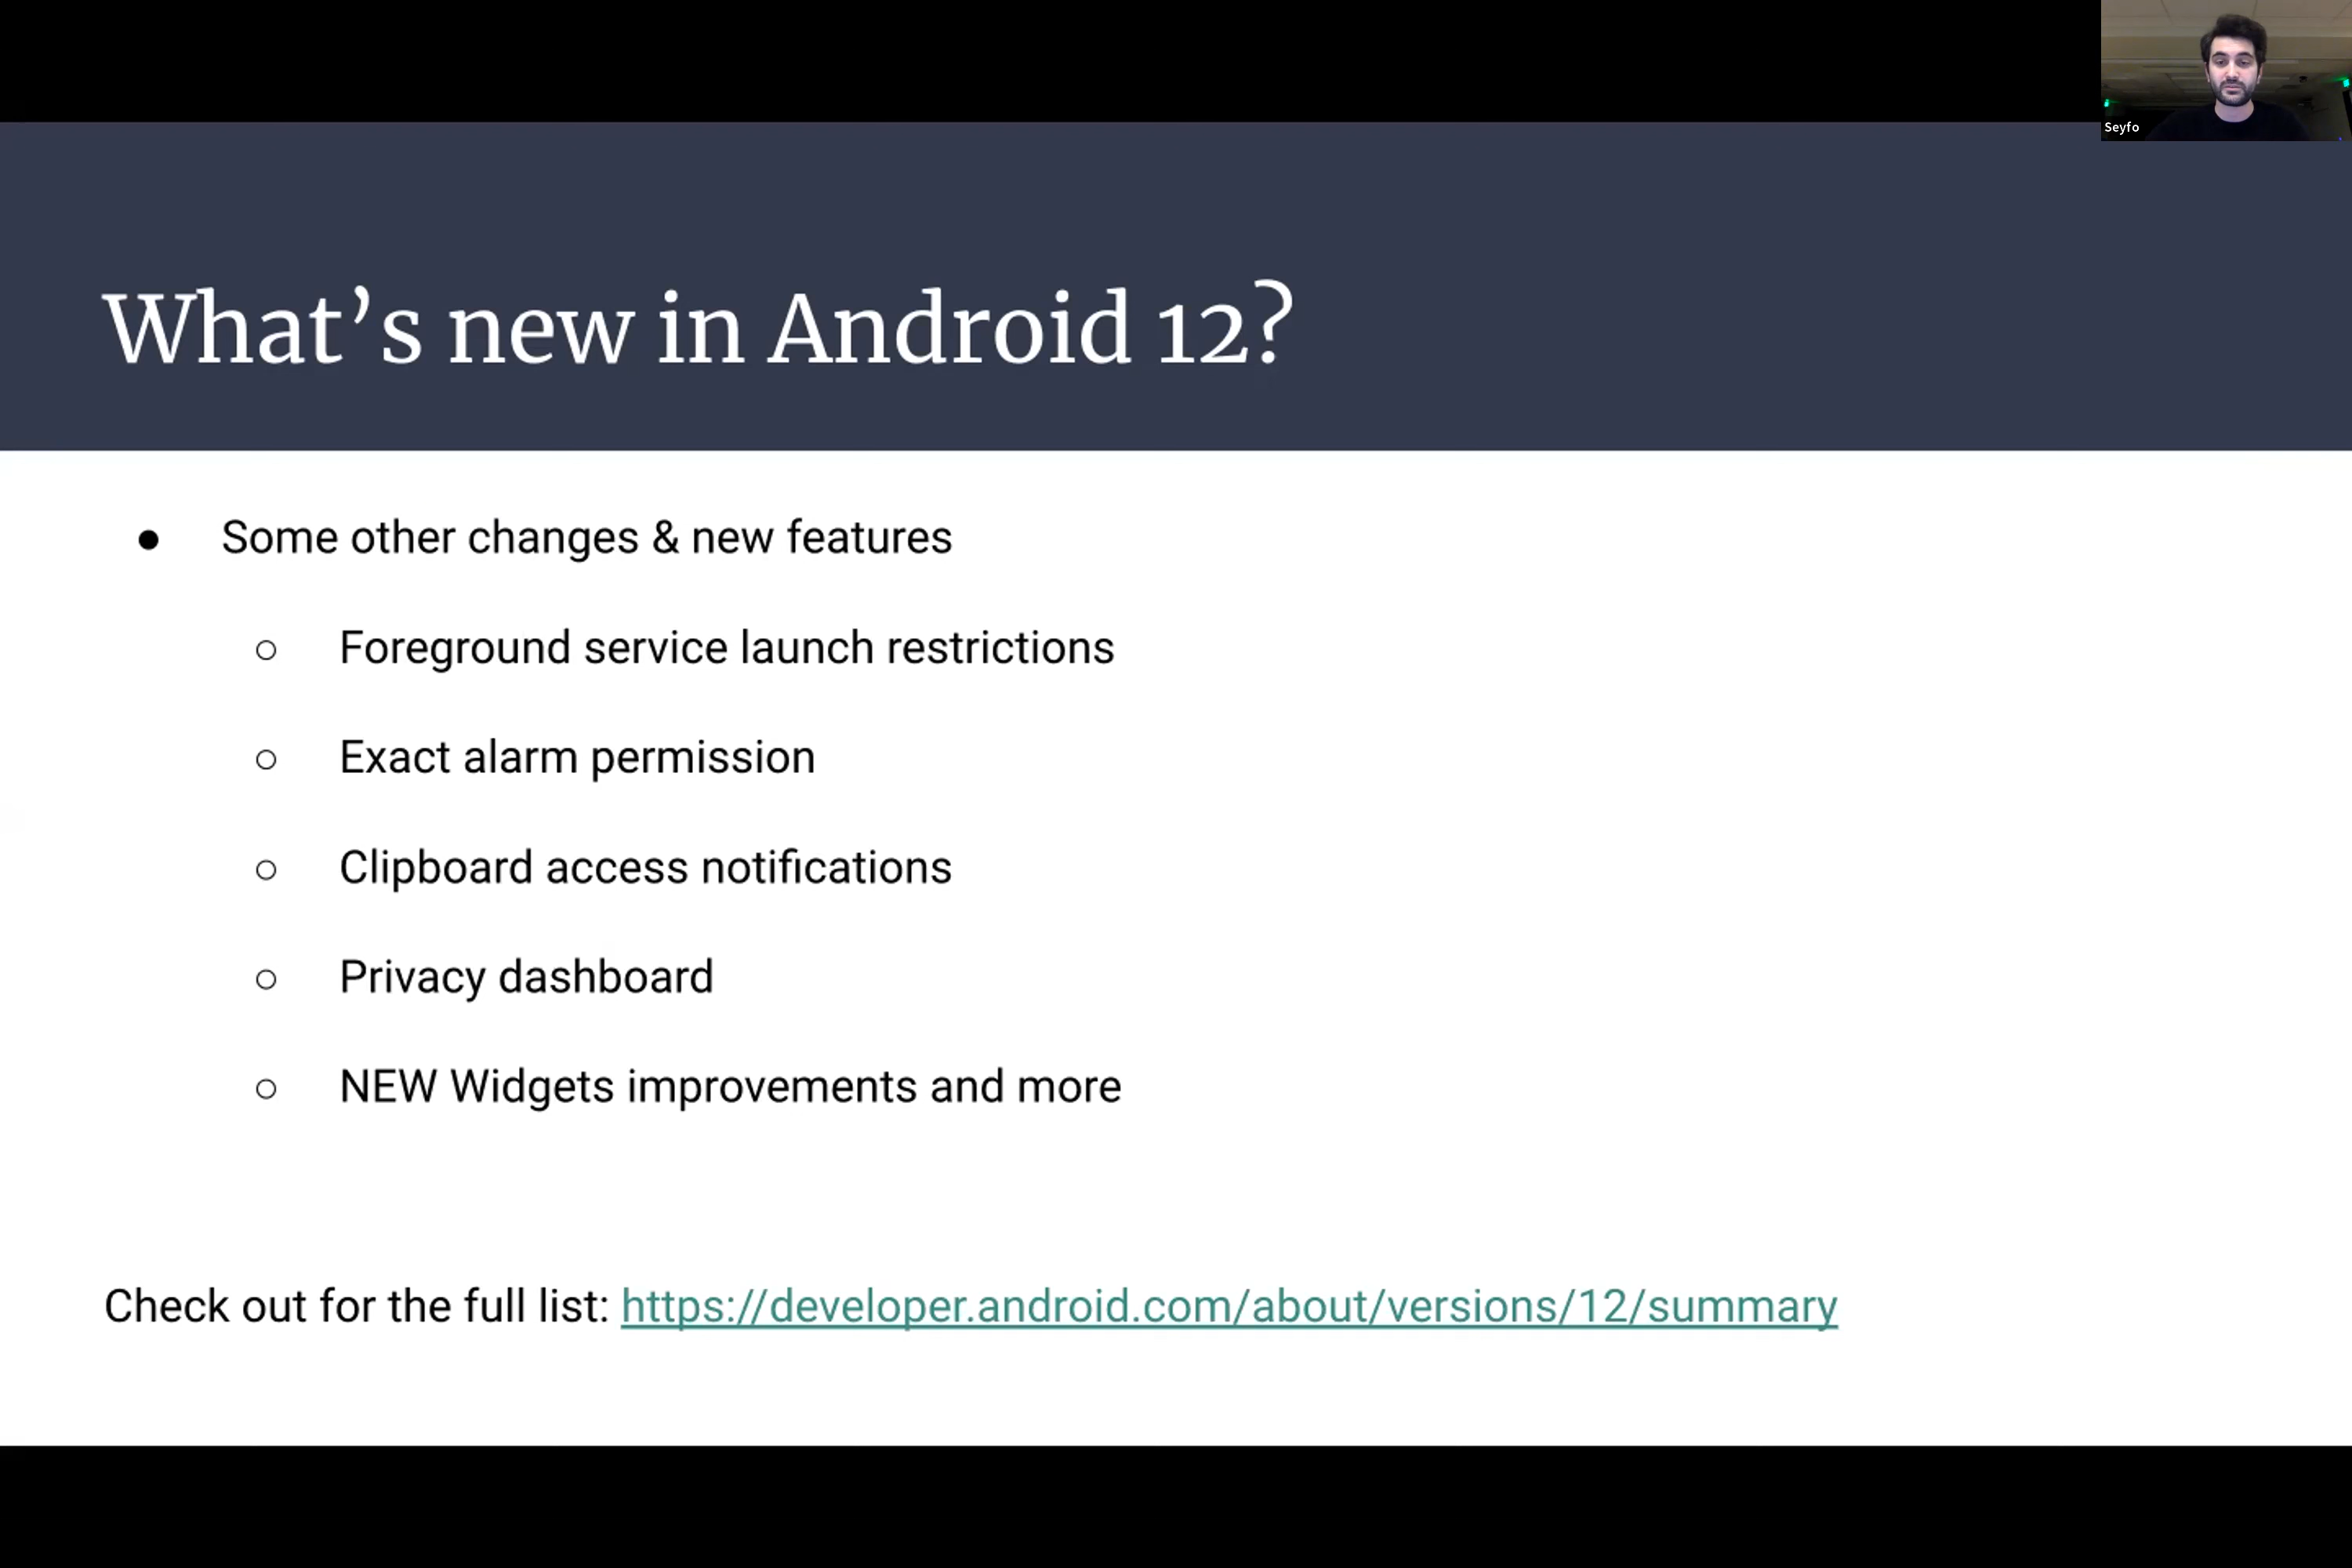 Seyfo
What’s new in Android 12?
● Some other changes & new features
○ Foreground service launch restrictions
○ Exact alarm permission
○ Clipboard access notifications
○ Privacy dashboard
○ NEW Widgets improvements and more
Check out for the full list: https://developer.android.com/about/versions/12/summary